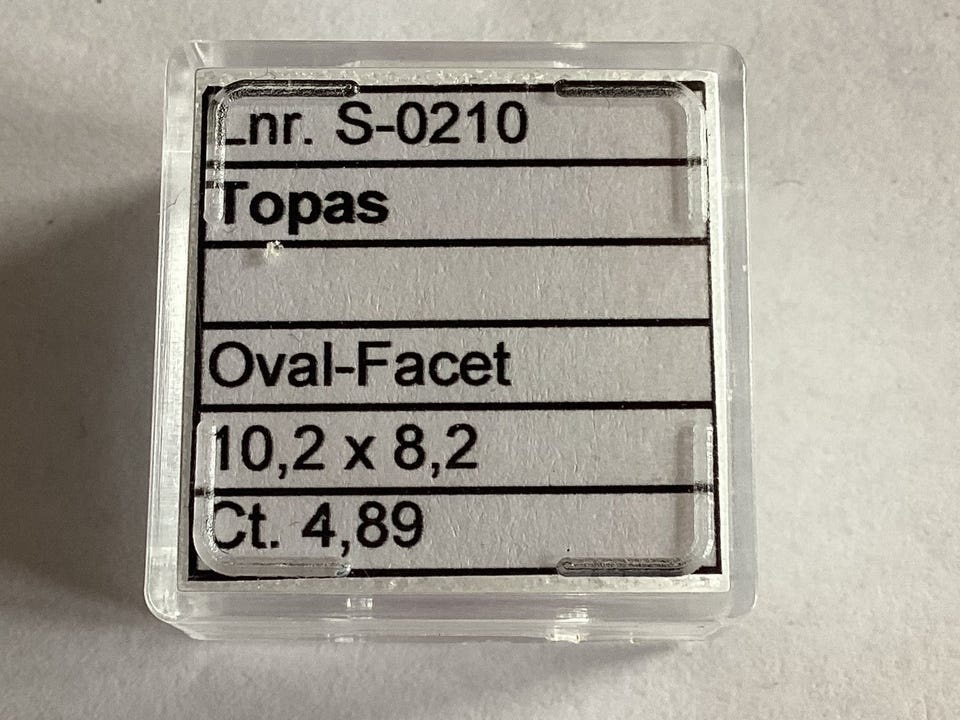 Lnr. S-0210
Topas
Oval-Facet
10,2 x 8,2
Ct. 4,89